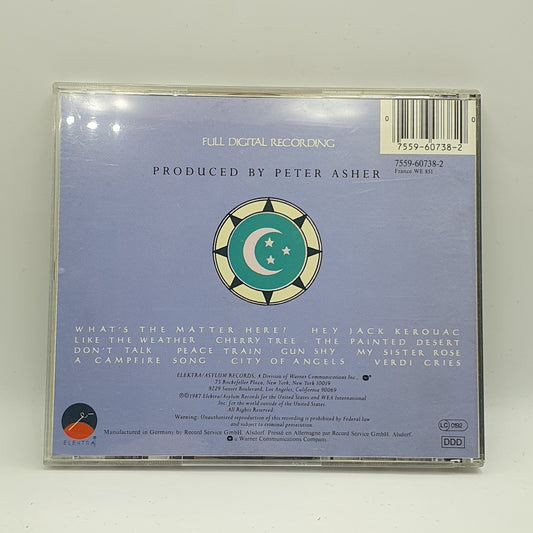 FULL DIGITAL RECORDING
PRODUCED BY PETER ASHER
0 0
7559-60738-2
7559-60738-2
France WE 851
WHAT'S THE MATTER HERE? HEY JACK KEROUAC
LIKE THE WEATHER CHERRY TREE · THE PAINTED DESERT
DON'T TALK PEACE TRAIN GUN SHY · MY SISTER ROSE
A CAMPFIRE SONG · CITY OF ANGELS VERDI CRIES
ELEKTRA/ASYLUM RECORDS, A Division of Warner Communications Inc.,
75 Rockefeller Plaza, New York, New York 10019
9229 Sunset Boulevard, Los Angeles, California 90069
℗© 1987 Elektra/Asylum Records for the United States and WEA International
Inc. for the world outside of the United States.
All Rights Reserved.
Warning: Unauthorized reproduction of this recording is prohibited by Federal law
and subject to criminal prosecution.
Manufactured in Germany by Record Service GmbH, Alsdorf. Pressé en Allemagne par Record Service GmbH, Alsdorf.
a Warner Communications Company.
ELEKTRA®
LC 0192
DDD